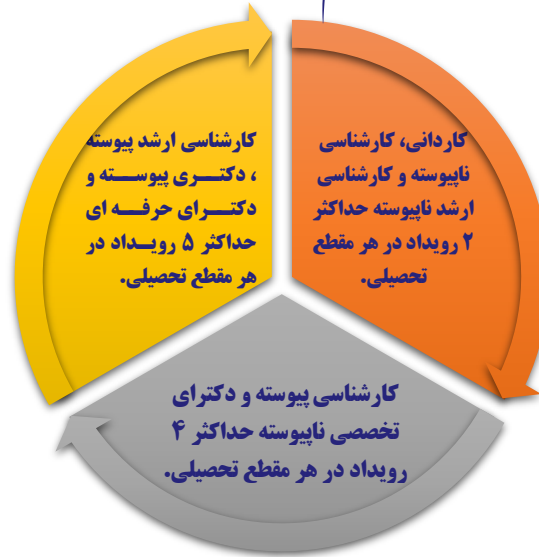 کاردانی، کارشناسی
ناپیوسته و کارشناسی
ارشد ناپیوسته حداکثر
۲ رویداد در هر مقطع
تحصیلی.
کارشناسی ارشد پیوسته
، دکتری پیوسته و
دکترای حرفه ای
حداکثر ۵ رویداد در
هر مقطع تحصیلی.
کارشناسی پیوسته و دکترای
تخصصی ناپیوسته حداکثر ۴
رویداد در هر مقطع تحصیلی.